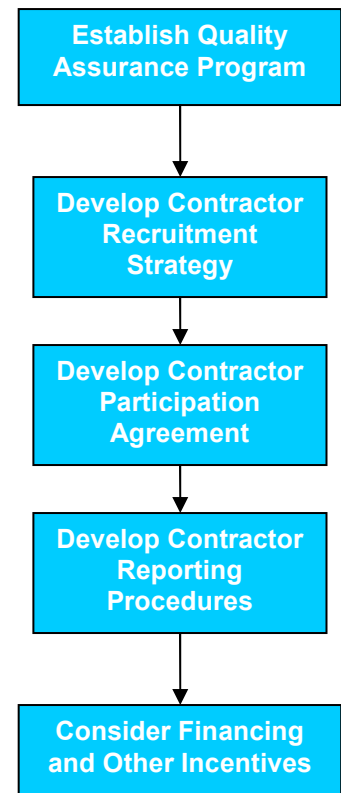 Establish Quality
Assurance Program
Develop Contractor
Recruitment
Strategy
Develop Contractor
Participation
Agreement
Develop Contractor
Reporting
Procedures
Consider Financing
and Other Incentives